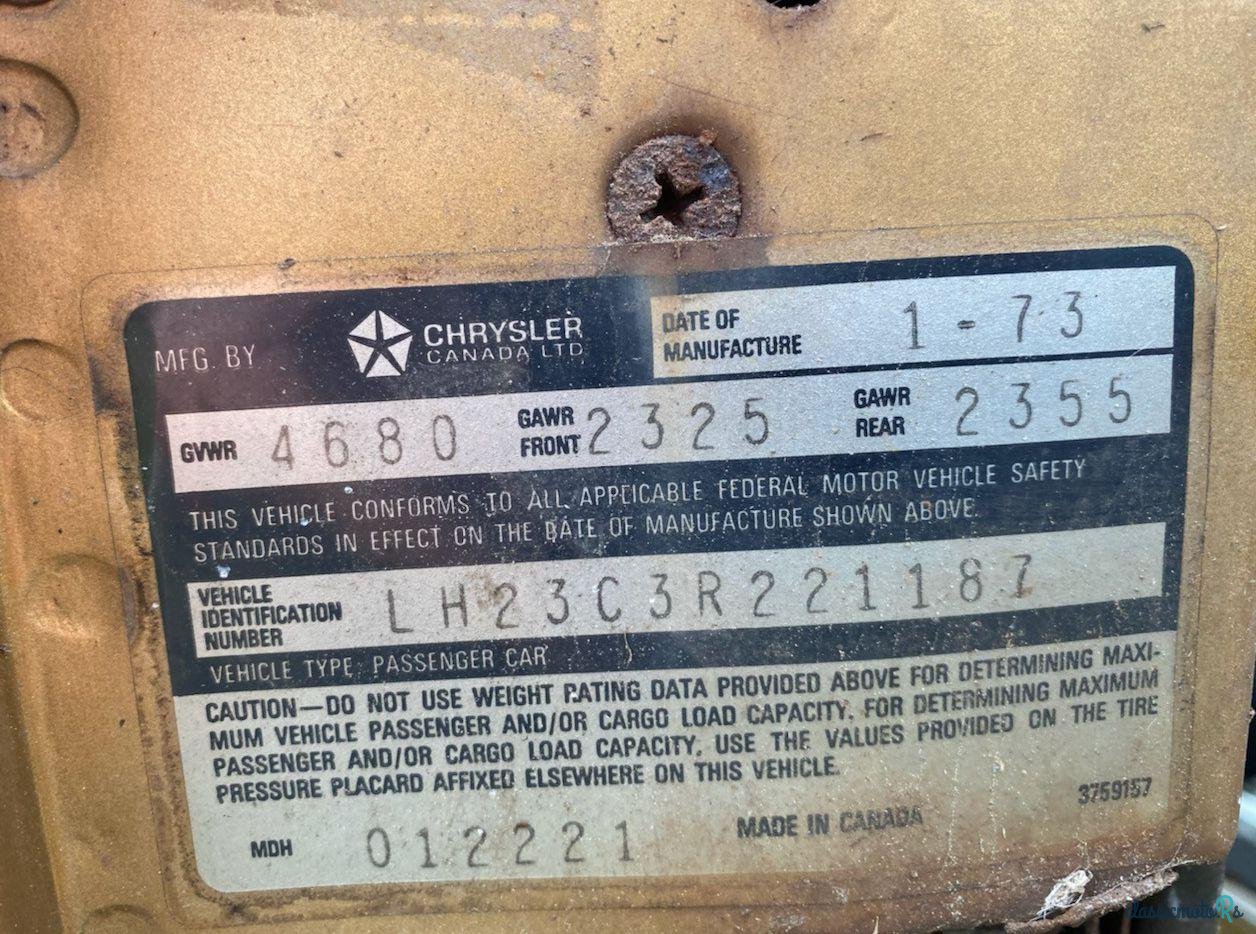 MFG. BY CHRYSLER CANADA LTD
DATE OF MANUFACTURE 1-73
GVWR 4680 GAWR FRONT 2325 GAWR REAR 2355
THIS VEHICLE CONFORMS TO ALL APPLICABLE FEDERAL MOTOR VEHICLE SAFETY
STANDARDS IN EFFECT ON THE DATE OF MANUFACTURE SHOWN ABOVE.
VEHICLE IDENTIFICATION NUMBER LH23C3R221187
VEHICLE TYPE PASSENGER CAR
CAUTION—DO NOT USE WEIGHT RATING DATA PROVIDED ABOVE FOR DETERMINING MAXI-
MUM VEHICLE PASSENGER AND/OR CARGO LOAD CAPACITY. FOR DETERMINING MAXIMUM
PASSENGER AND/OR CARGO LOAD CAPACITY, USE THE VALUES PROVIDED ON THE TIRE
PRESSURE PLACARD AFFIXED ELSEWHERE ON THIS VEHICLE.
3759157
MDH 012221 MADE IN CANADA
classicmotoRs